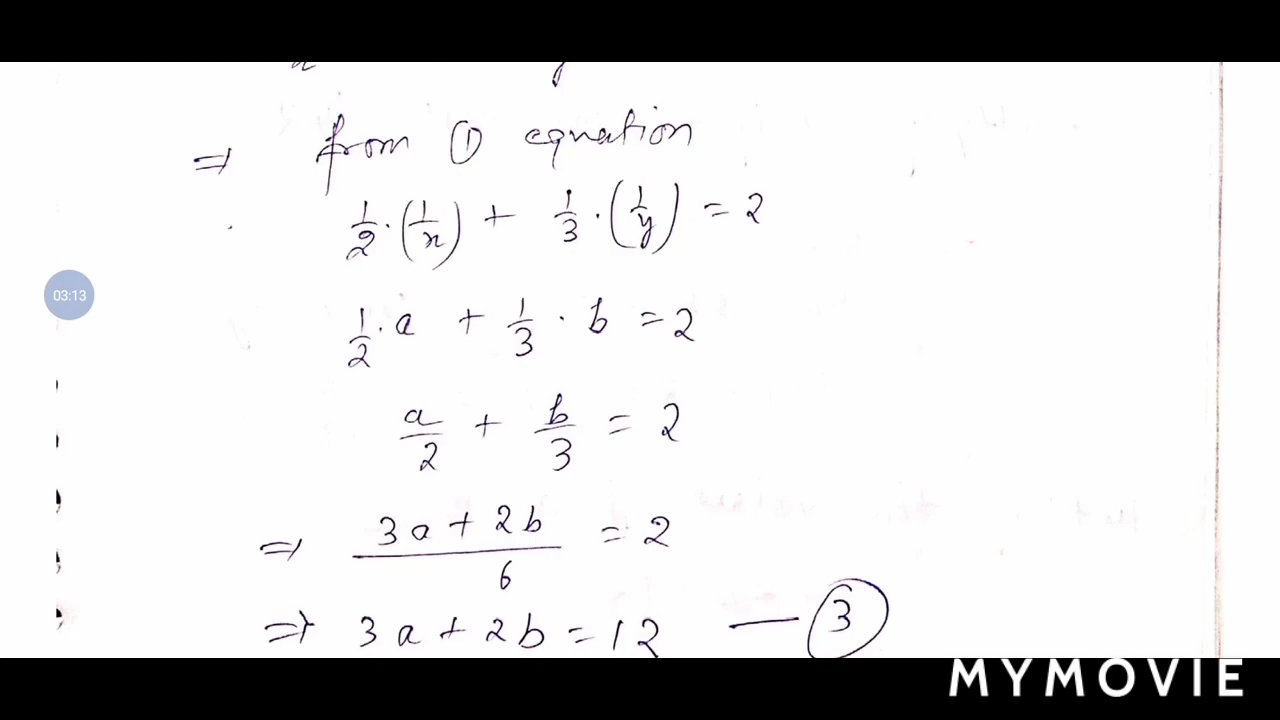 ⇒ from ① equation
1/2 · (1/x) + 1/3 · (1/y) = 2
03:13
1/2 · a + 1/3 · b = 2
a/2 + b/3 = 2
⇒ (3a + 2b)/6 = 2
⇒ 3a + 2b = 12 — ③
MYMOVIE